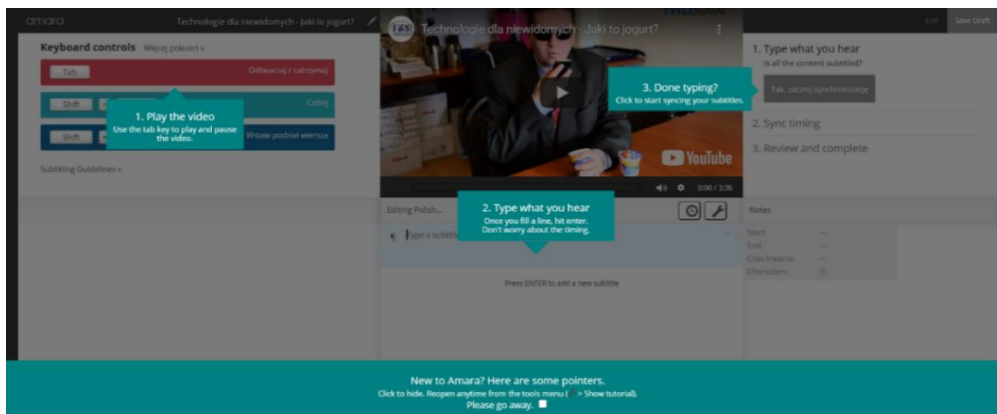 amara
Technologie dla niewidomych - Jaki to jogurt?
Exit
Save Draft
Keyboard controls Więcej poleceń »
Tab
Odtwarzaj / zatrzymaj
Shift
Cofnij
Shift
Wstaw podział wiersza
1. Play the video
Use the tab key to play and pause
the video.
Subtitling Guidelines »
Technologie dla niewidomych - Jaki to jogurt?
YouTube
0:00 / 3:36
3. Done typing?
Click to start syncing your subtitles.
1. Type what you hear
Is all the content subtitled?
Tak, zacznij synchronizację
2. Sync timing
3. Review and complete
Editing Polish...
2. Type what you hear
Once you fill a line, hit enter.
Don't worry about the timing.
Type a subtitle
Press ENTER to add a new subtitle
Notes
Start --
End --
Czas trwania --
Characters 0
New to Amara? Here are some pointers.
Click to hide. Reopen anytime from the tools menu ( > Show tutorial).
Please go away.